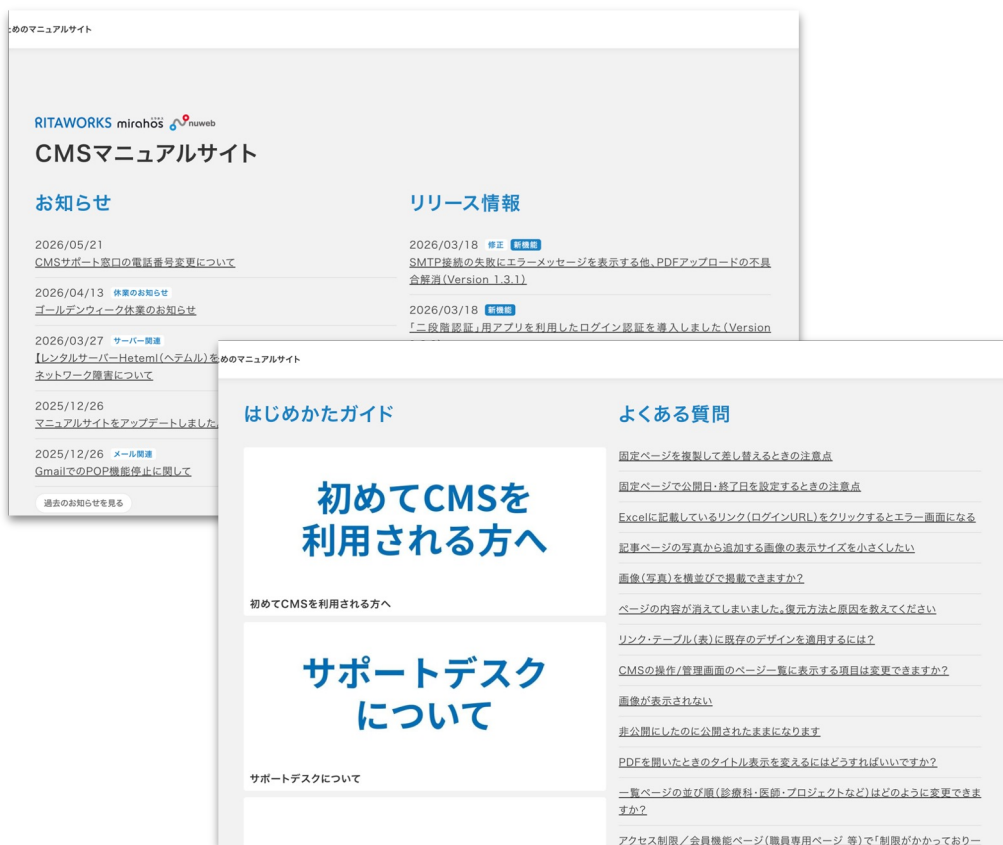 ためのマニュアルサイト
RITAWORKS mirahos nuweb
CMSマニュアルサイト
お知らせ
2026/05/21
CMSサポート窓口の電話番号変更について
2026/04/13 休業のお知らせ
ゴールデンウィーク休業のお知らせ
2026/03/27 サーバー関連
【レンタルサーバーHeteml(ヘテムル)を
ネットワーク障害について
2025/12/26
マニュアルサイトをアップデートしました
2025/12/26 メール関連
GmailでのPOP機能停止に関して
過去のお知らせを見る
リリース情報
2026/03/18 修正 新機能
SMTP接続の失敗にエラーメッセージを表示する他、PDFアップロードの不具
合解消(Version 1.3.1)
2026/03/18 新機能
「二段階認証」用アプリを利用したログイン認証を導入しました(Version
めのマニュアルサイト
はじめかたガイド
初めてCMSを
利用される方へ
初めてCMSを利用される方へ
サポートデスク
について
サポートデスクについて
よくある質問
固定ページを複製して差し替えるときの注意点
固定ページで公開日・終了日を設定するときの注意点
Excelに記載しているリンク(ログインURL)をクリックするとエラー画面になる
記事ページの写真から追加する画像の表示サイズを小さくしたい
画像(写真)を横並びで掲載できますか?
ページの内容が消えてしまいました。復元方法と原因を教えてください
リンク・テーブル(表)に既存のデザインを適用するには?
CMSの操作/管理画面のページ一覧に表示する項目は変更できますか?
画像が表示されない
非公開にしたのに公開されたままになります
PDFを開いたときのタイトル表示を変えるにはどうすればいいですか?
一覧ページの並び順(診療科・医師・プロジェクトなど)はどのように変更できま
すか?
アクセス制限/会員機能ページ(職員専用ページ 等)で「制限がかかっておりー